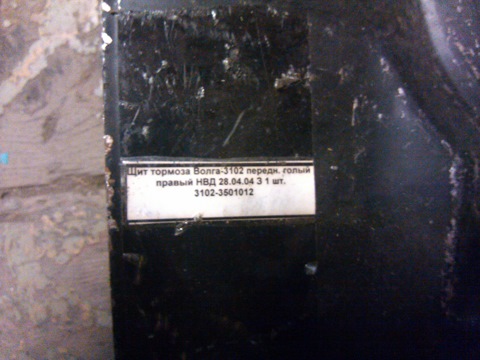 Щит тормоза Волга-3102 передн. голый
правый НВД 28.04.04 З 1 шт.
3102-3501012